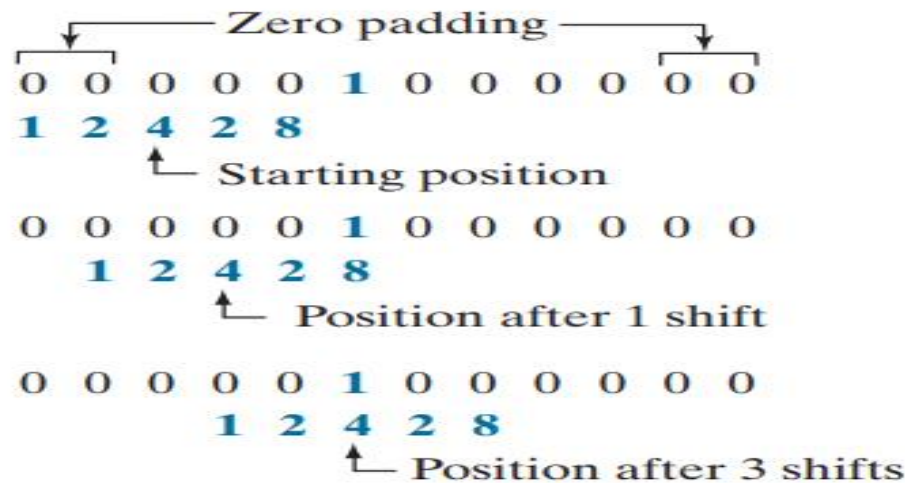 Zero padding
0 0 0 0 0 1 0 0 0 0 0 0
1 2 4 2 8
Starting position
0 0 0 0 0 1 0 0 0 0 0 0
1 2 4 2 8
Position after 1 shift
0 0 0 0 0 1 0 0 0 0 0 0
1 2 4 2 8
Position after 3 shifts